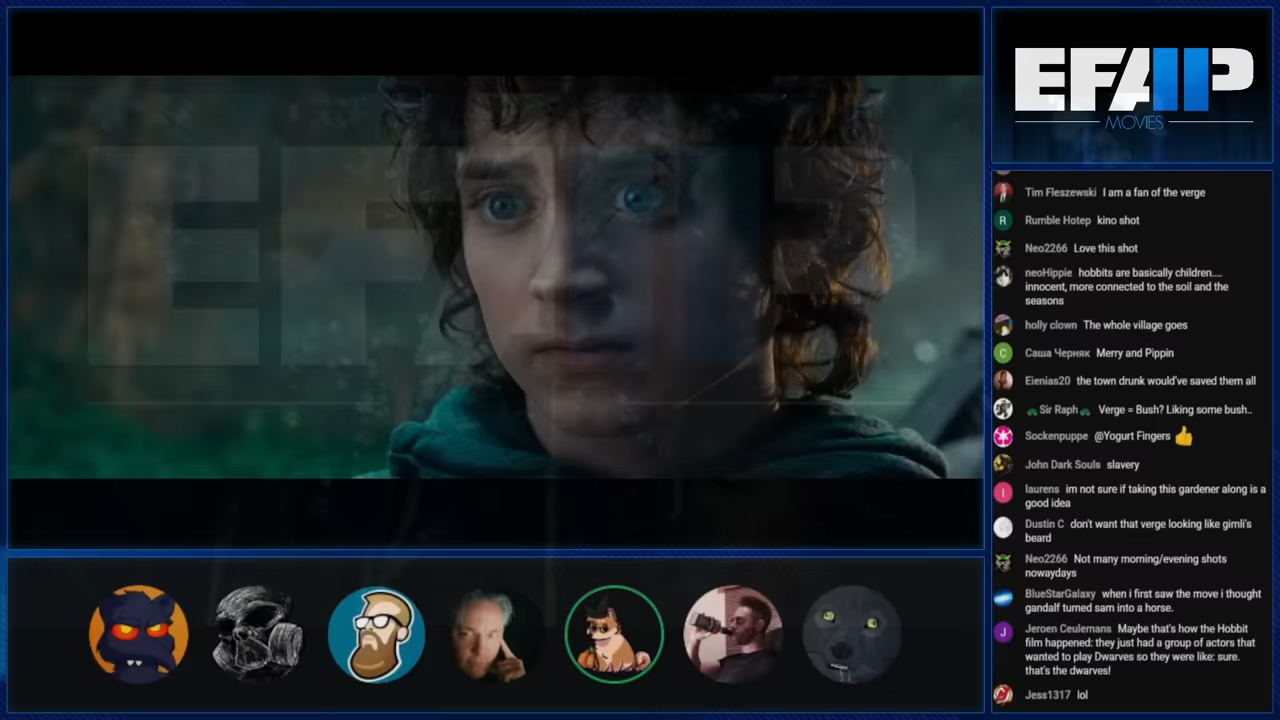 EFAP
MOVIES
Tim Fleszewski I am a fan of the verge
R Rumble Hotep kino shot
Neo2266 Love this shot
neoHippie hobbits are basically children....
innocent, more connected to the soil and the
seasons
holly clown The whole village goes
C Саша Черняк Merry and Pippin
Eienias20 the town drunk would've saved them all
Sir Raph Verge = Bush? Liking some bush..
Sockenpuppe @Yogurt Fingers 👍
John Dark Souls slavery
l laurens im not sure if taking this gardener along is a
good idea
Dustin C don't want that verge looking like gimli's
beard
Neo2266 Not many morning/evening shots
nowaydays
BlueStarGalaxy when i first saw the move i thought
gandalf turned sam into a horse.
J Jeroen Ceulemans Maybe that's how the Hobbit
film happened: they just had a group of actors that
wanted to play Dwarves so they were like: sure.
that's the dwarves!
Jess1317 lol